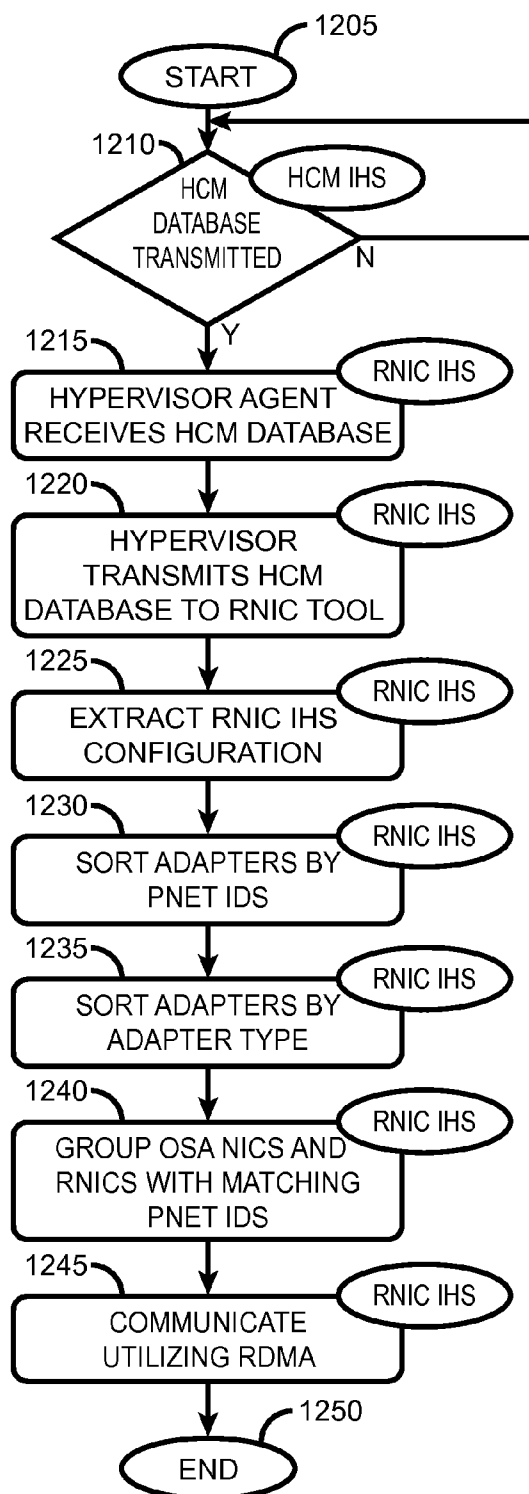 1205
START
1210
HCM IHS
HCM
DATABASE
TRANSMITTED
N
Y
1215
RNIC IHS
HYPERVISOR AGENT
RECEIVES HCM DATABASE
1220
RNIC IHS
HYPERVISOR
TRANSMITS HCM
DATABASE TO RNIC TOOL
1225
RNIC IHS
EXTRACT RNIC IHS
CONFIGURATION
1230
RNIC IHS
SORT ADAPTERS BY
PNET IDS
1235
RNIC IHS
SORT ADAPTERS BY
ADAPTER TYPE
1240
RNIC IHS
GROUP OSA NICS AND
RNICS WITH MATCHING
PNET IDS
1245
RNIC IHS
COMMUNICATE
UTILIZING RDMA
1250
END